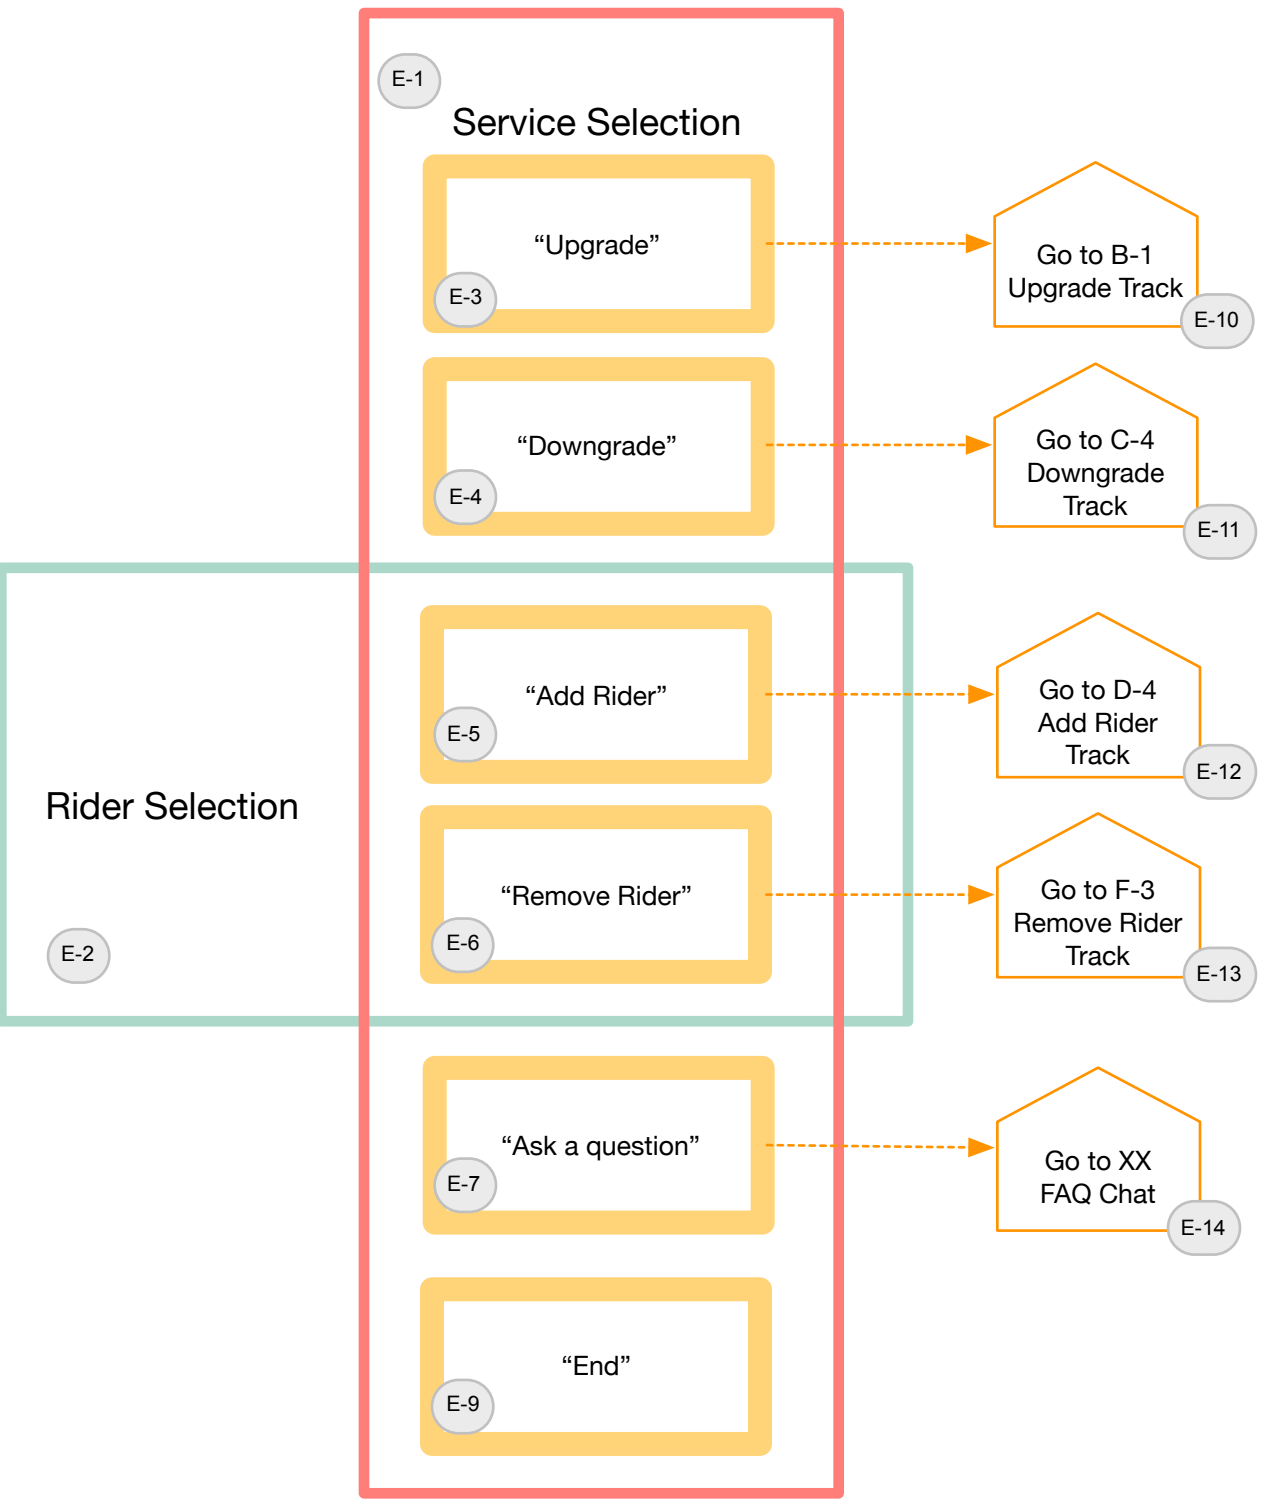 E-1
Service Selection
“Upgrade”
E-3
Go to B-1
Upgrade Track
E-10
“Downgrade”
E-4
Go to C-4
Downgrade
Track
E-11
Rider Selection
E-2
“Add Rider”
E-5
Go to D-4
Add Rider
Track
E-12
“Remove Rider”
E-6
Go to F-3
Remove Rider
Track
E-13
“Ask a question”
E-7
Go to XX
FAQ Chat
E-14
“End”
E-9